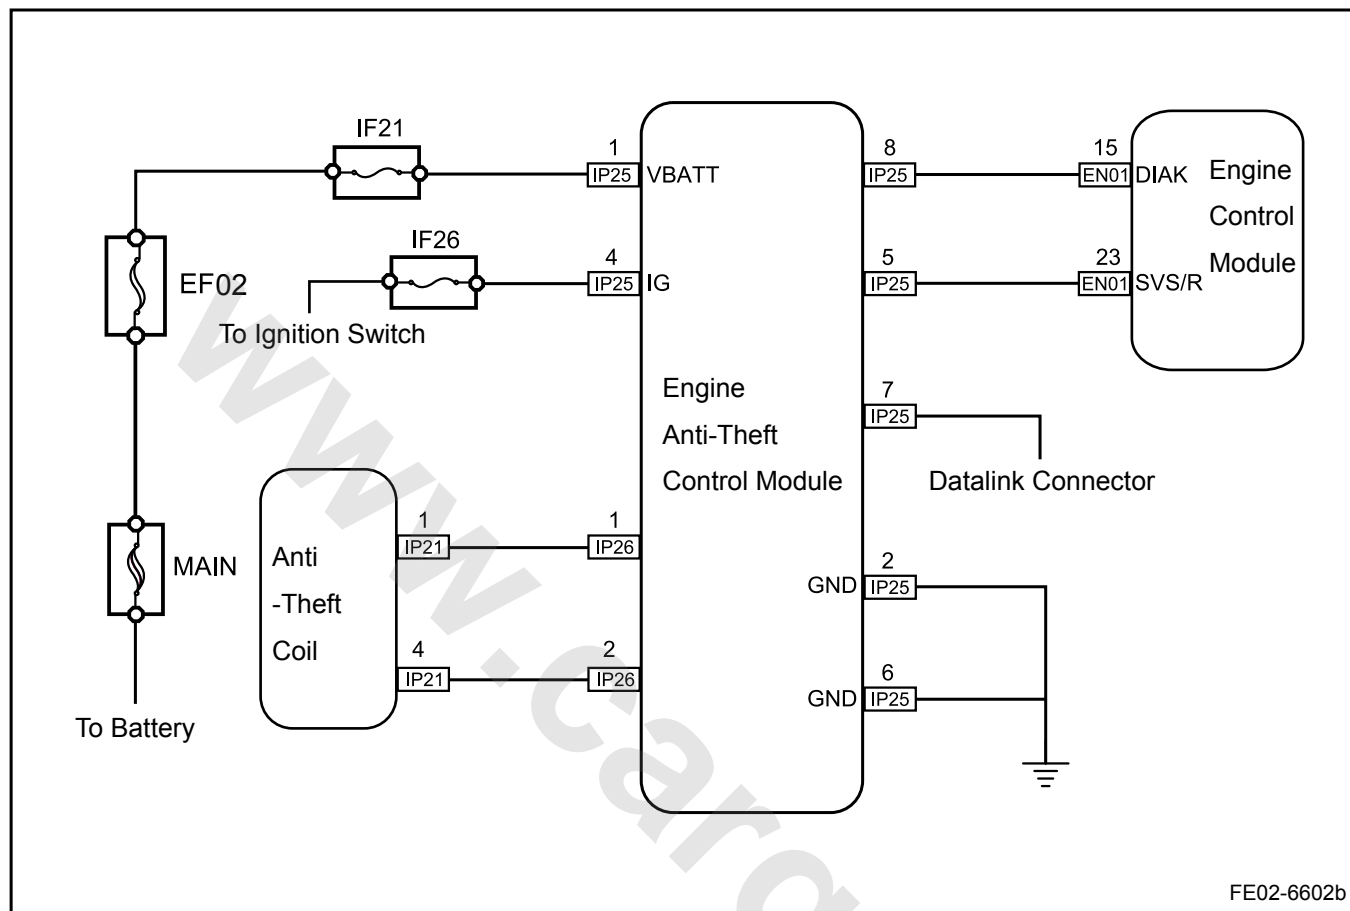 IF21
1
IP25 VBATT
8
IP25
15
EN01 DIAK
Engine
Control
Module
IF26
4
IP25 IG
5
IP25
23
EN01 SVS/R
EF02
To Ignition Switch
Engine
Anti-Theft
Control Module
7
IP25
Datalink Connector
MAIN
Anti
-Theft
Coil
1
IP21
1
IP26
4
IP21
2
IP26
GND
2
IP25
GND
6
IP25
To Battery
www.carc
FE02-6602b